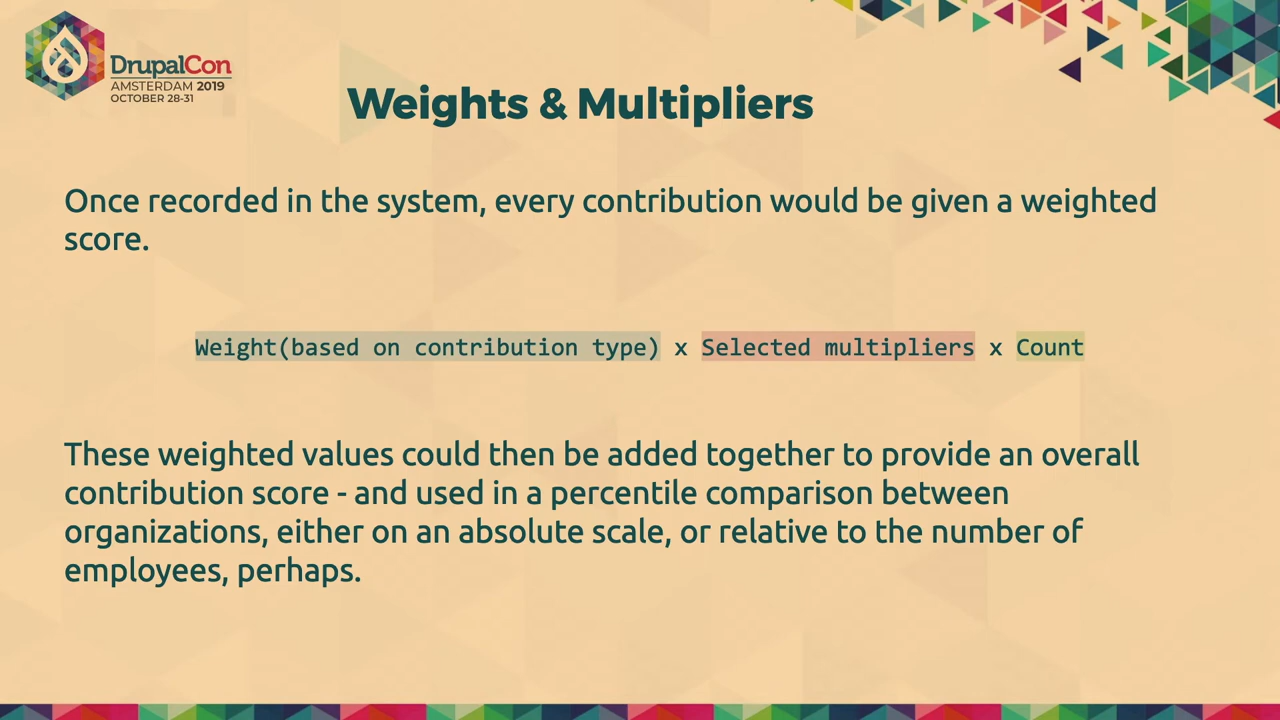 DrupalCon
AMSTERDAM 2019
OCTOBER 28-31
Weights & Multipliers
Once recorded in the system, every contribution would be given a weighted
score.
Weight(based on contribution type) x Selected multipliers x Count
These weighted values could then be added together to provide an overall
contribution score - and used in a percentile comparison between
organizations, either on an absolute scale, or relative to the number of
employees, perhaps.